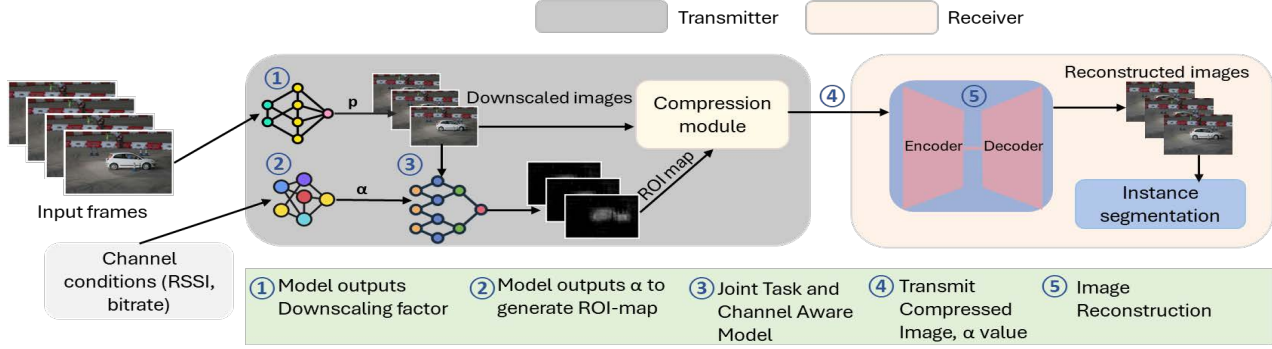 Transmitter
Receiver
Input frames
Channel
conditions (RSSI,
bitrate)
1
p
Downscaled images
2
α
3
ROI map
Compression
module
4
5
Encoder
Decoder
Reconstructed images
Instance
segmentation
1 Model outputs
Downscaling factor
2 Model outputs α to
generate ROI-map
3 Joint Task and
Channel Aware
Model
4 Transmit
Compressed
Image, α value
5 Image
Reconstruction